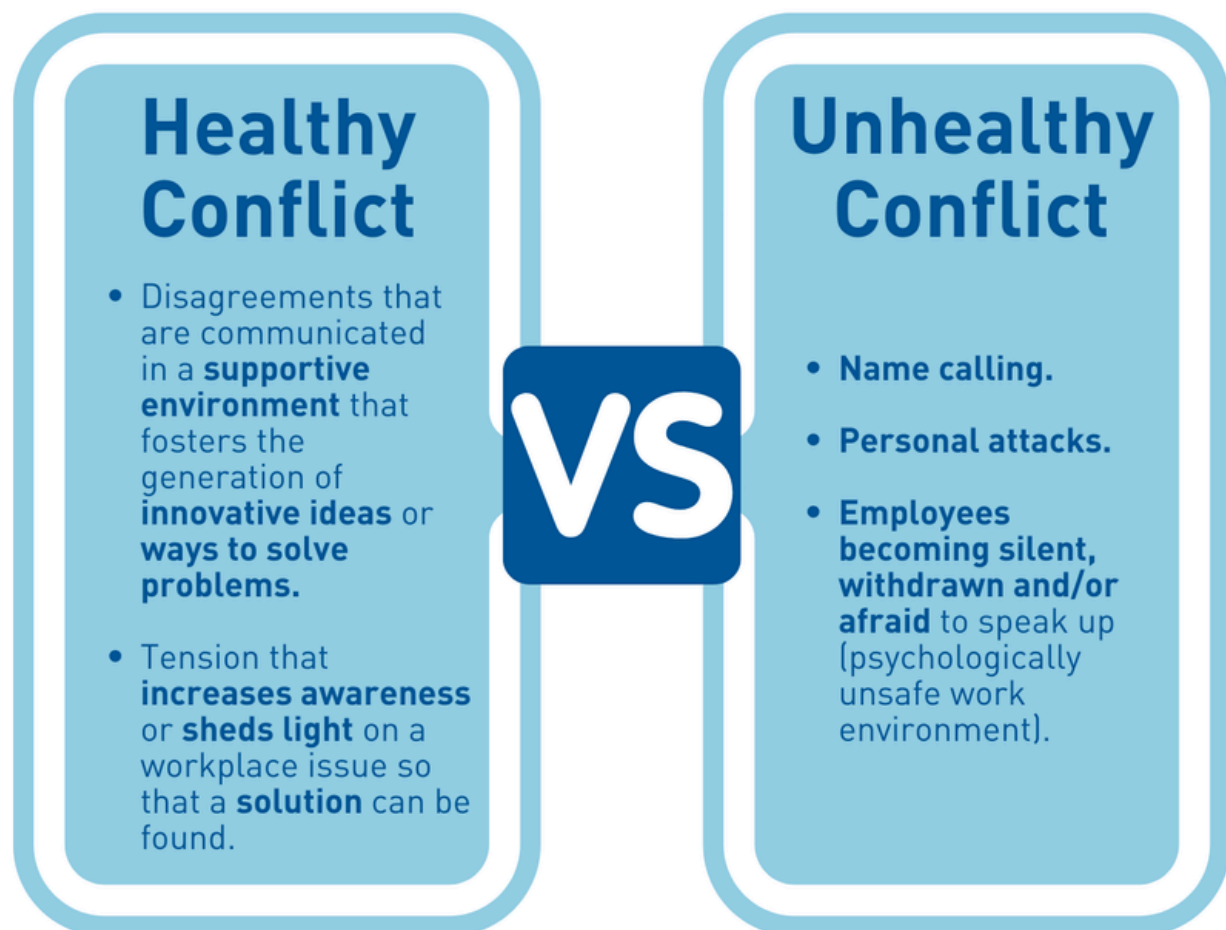 Healthy
Conflict
• Disagreements that
are communicated
in a supportive
environment that
fosters the
generation of
innovative ideas or
ways to solve
problems.
• Tension that
increases awareness
or sheds light on a
workplace issue so
that a solution can be
found.
VS
Unhealthy
Conflict
• Name calling.
• Personal attacks.
• Employees
becoming silent,
withdrawn and/or
afraid to speak up
(psychologically
unsafe work
environment).